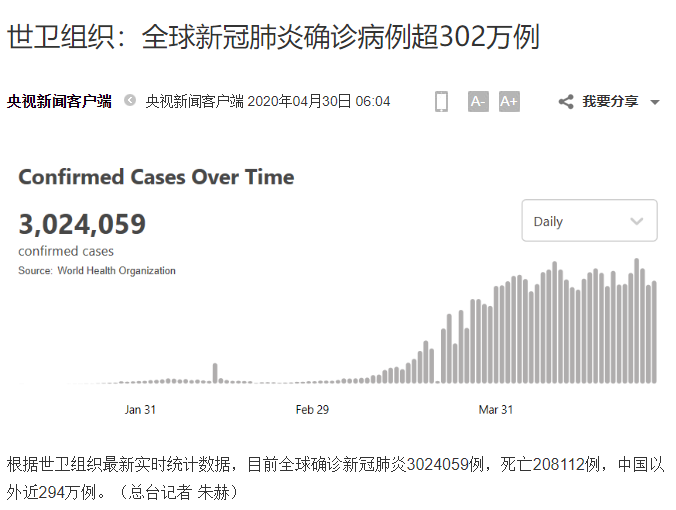 世卫组织：全球新冠肺炎确诊病例超302万例
央视新闻客户端 央视新闻客户端 2020年04月30日 06:04 A- A+ 我要分享
Confirmed Cases Over Time
3,024,059
Daily
confirmed cases
Source: World Health Organization
Jan 31 Feb 29 Mar 31
根据世卫组织最新实时统计数据，目前全球确诊新冠肺炎3024059例，死亡208112例，中国以
外近294万例。（总台记者 朱赫）